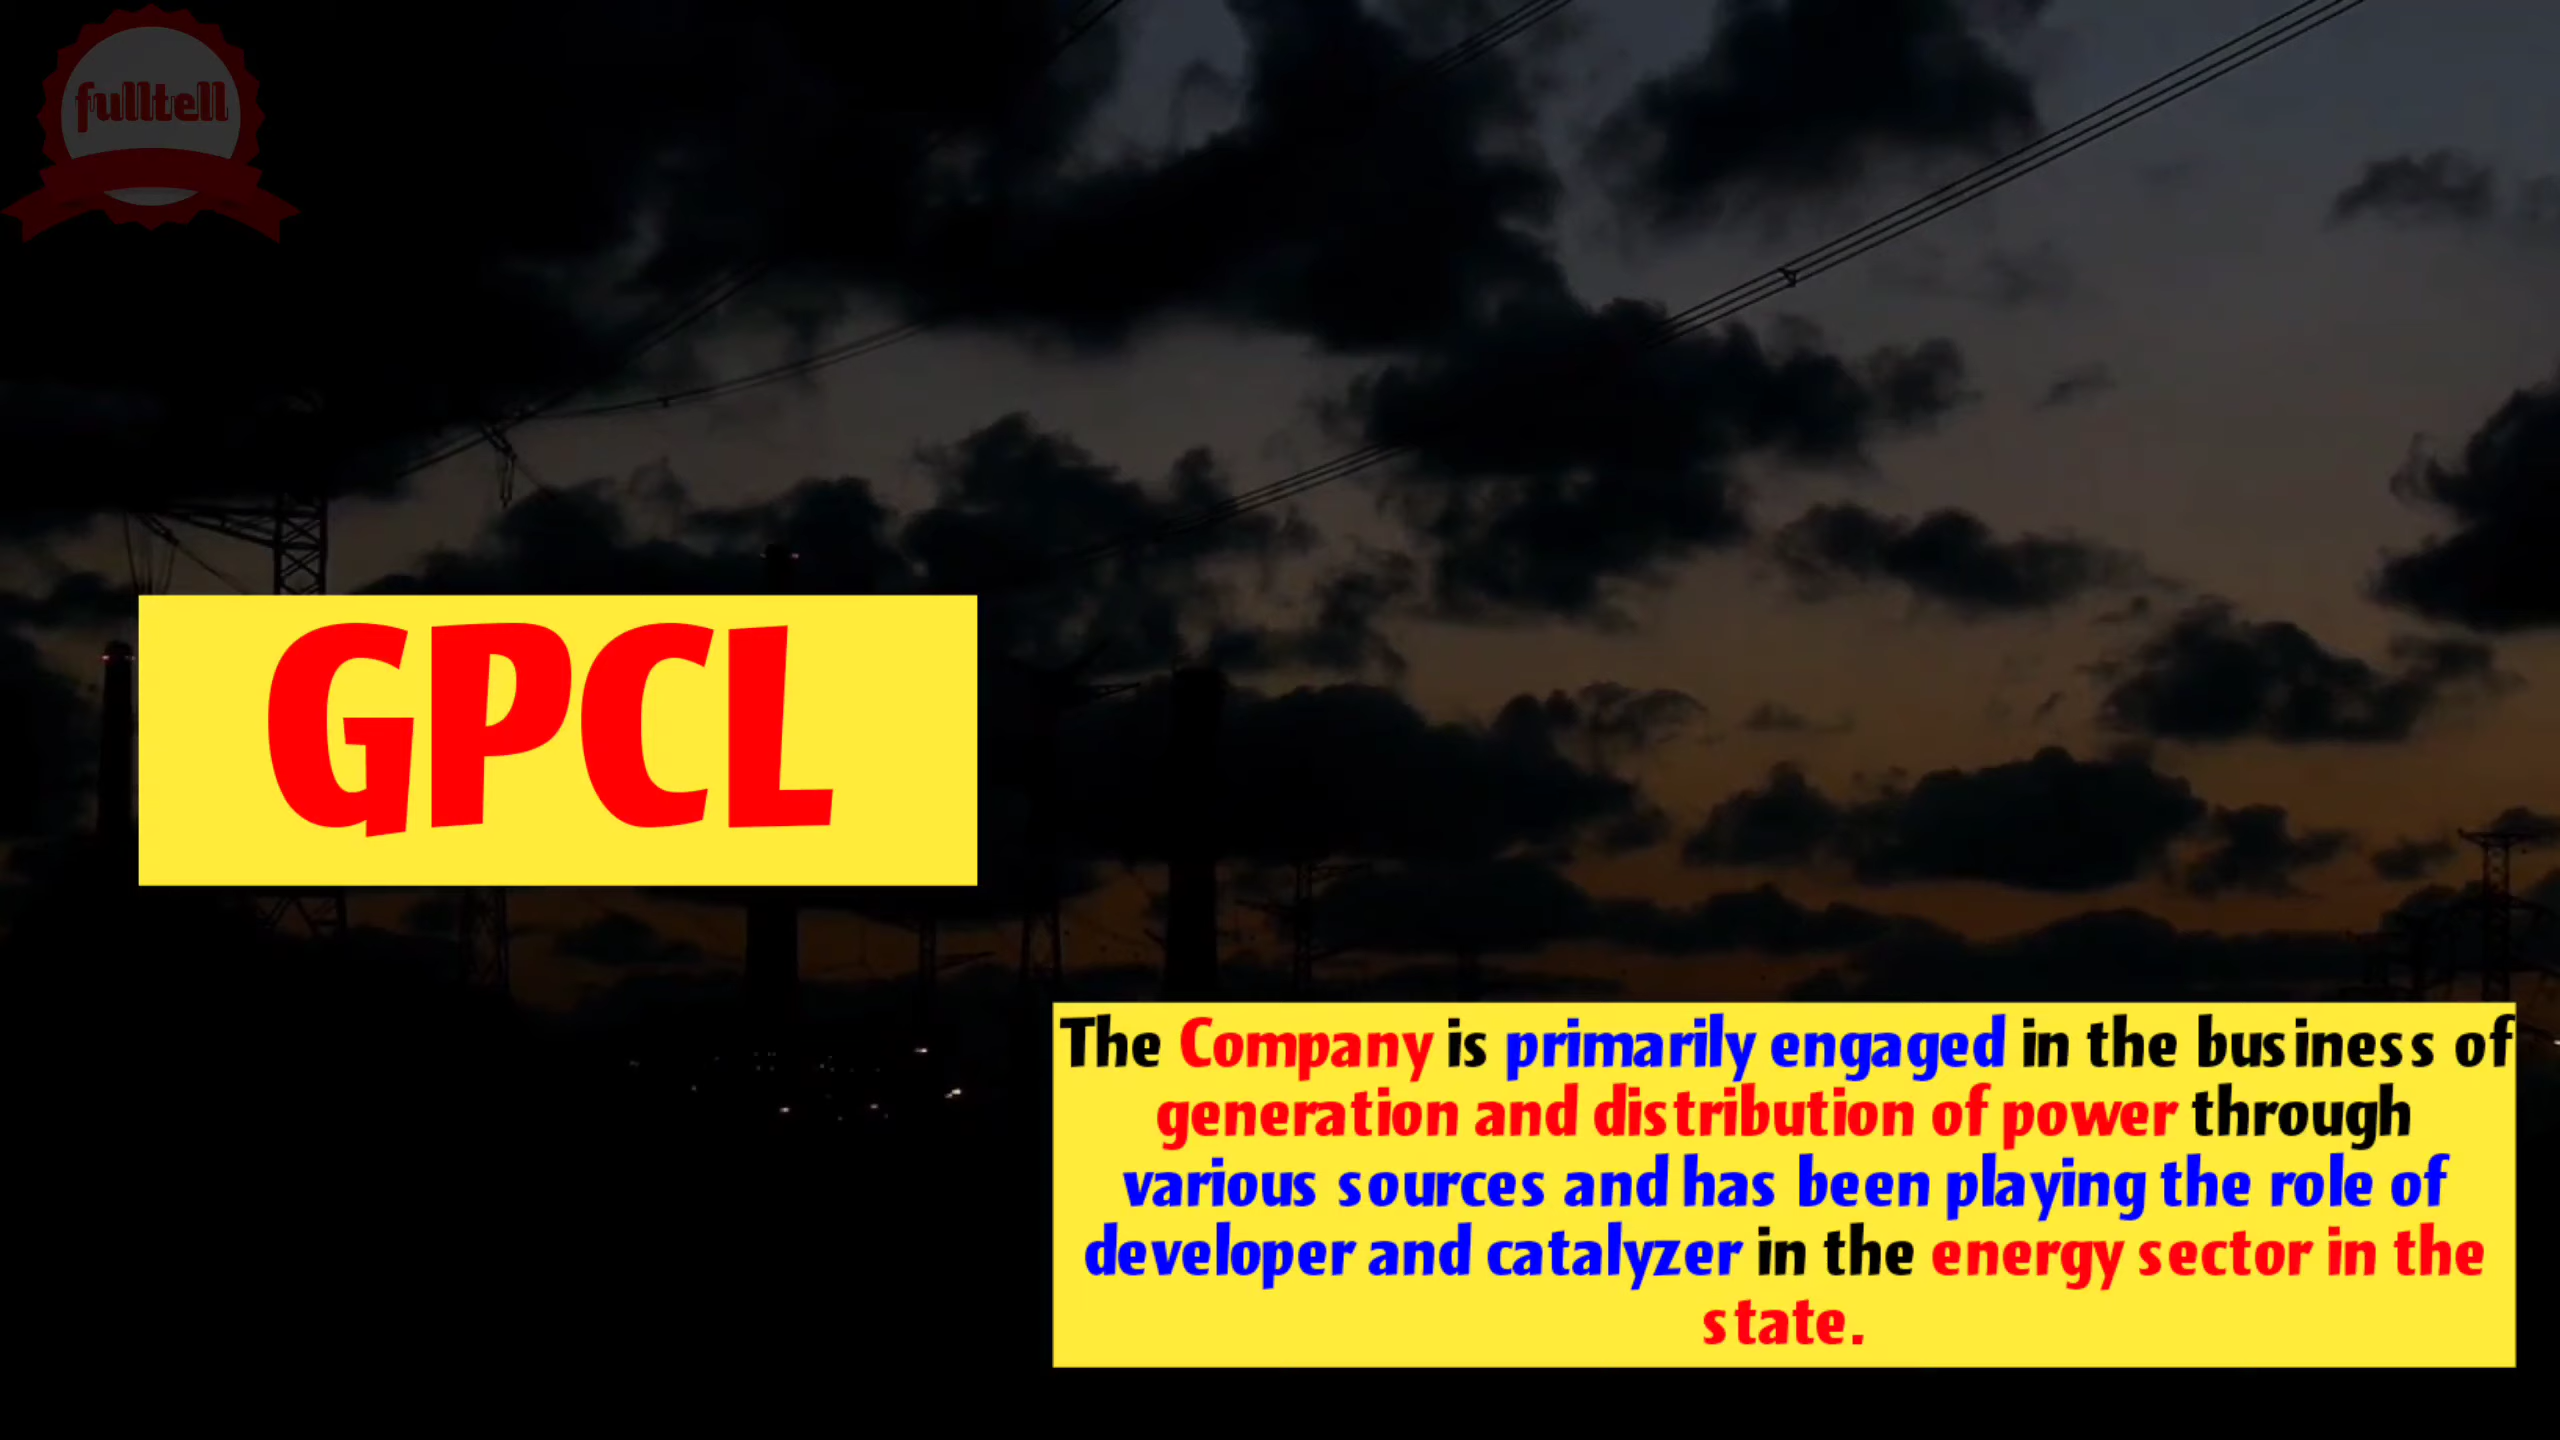 fulltell
GPCL
The Company is primarily engaged in the business of
generation and distribution of power through
various sources and has been playing the role of
developer and catalyzer in the energy sector in the
state.